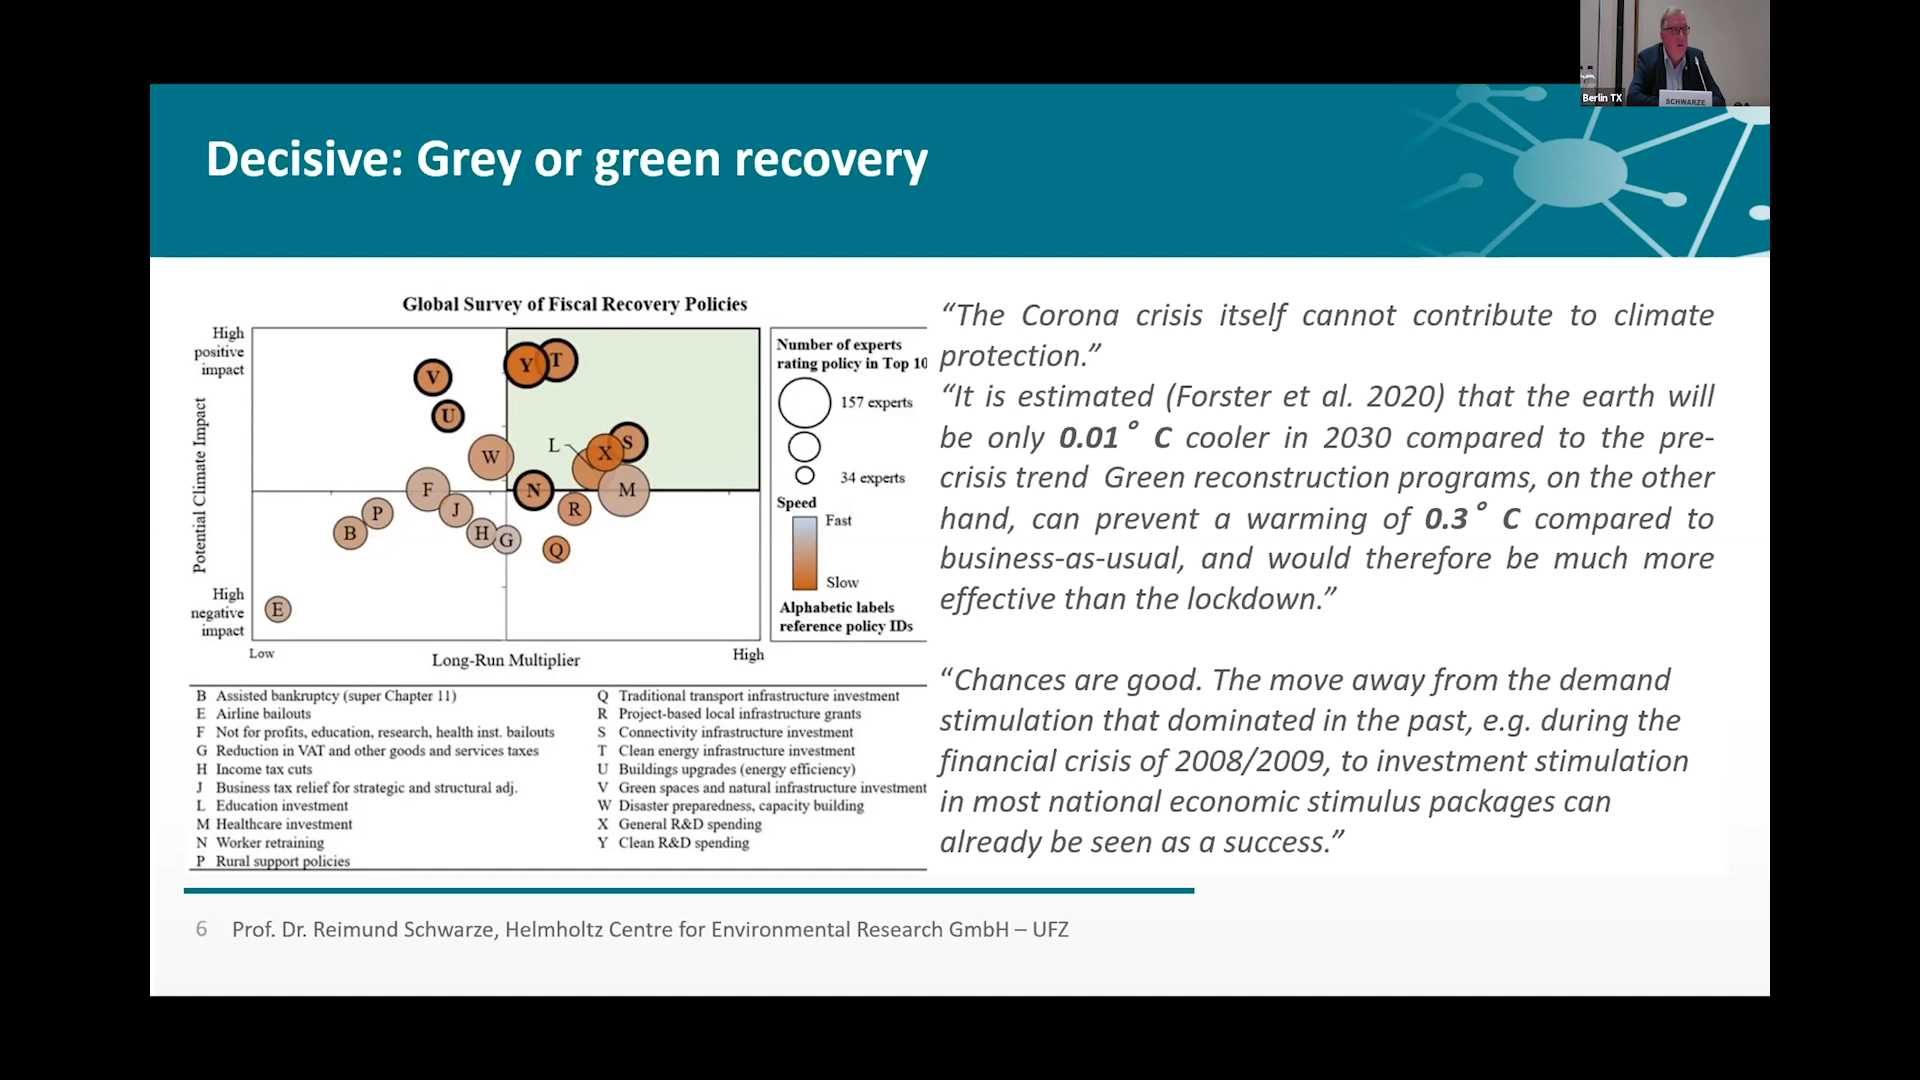 Berlin TX
SCHWARZE
Decisive: Grey or green recovery
Global Survey of Fiscal Recovery Policies
High
positive
impact
Potential Climate Impact
High
negative
impact
Low
Long-Run Multiplier
High
V
U
Y
T
W
L
X
S
F
N
M
P
J
R
B
H
G
Q
E
Number of experts
rating policy in Top 10
157 experts
34 experts
Speed
Fast
Slow
Alphabetic labels
reference policy IDs
B Assisted bankruptcy (super Chapter 11)
E Airline bailouts
F Not for profits, education, research, health inst. bailouts
G Reduction in VAT and other goods and services taxes
H Income tax cuts
J Business tax relief for strategic and structural adj.
L Education investment
M Healthcare investment
N Worker retraining
P Rural support policies
Q Traditional transport infrastructure investment
R Project-based local infrastructure grants
S Connectivity infrastructure investment
T Clean energy infrastructure investment
U Buildings upgrades (energy efficiency)
V Green spaces and natural infrastructure investment
W Disaster preparedness, capacity building
X General R&D spending
Y Clean R&D spending
“The Corona crisis itself cannot contribute to climate
protection.”
“It is estimated (Forster et al. 2020) that the earth will
be only 0.01° C cooler in 2030 compared to the pre-
crisis trend Green reconstruction programs, on the other
hand, can prevent a warming of 0.3° C compared to
business-as-usual, and would therefore be much more
effective than the lockdown.”
“Chances are good. The move away from the demand
stimulation that dominated in the past, e.g. during the
financial crisis of 2008/2009, to investment stimulation
in most national economic stimulus packages can
already be seen as a success.”
6 Prof. Dr. Reimund Schwarze, Helmholtz Centre for Environmental Research GmbH – UFZ